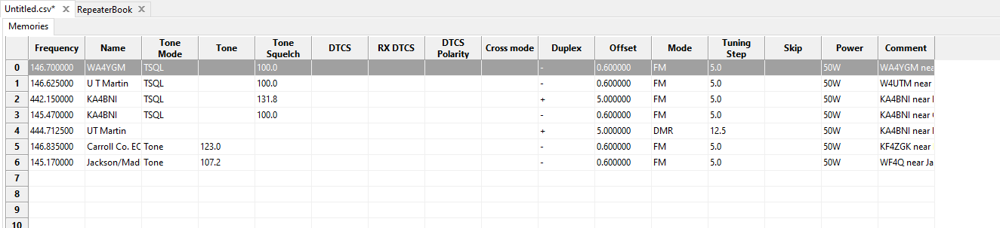 Untitled.csv* X RepeaterBook X
Memories
Frequency Name Tone Mode Tone Tone Squelch DTCS RX DTCS DTCS Polarity Cross mode Duplex Offset Mode Tuning Step Skip Power Comment
0 146.700000 WA4YGM TSQL 100.0 - 0.600000 FM 5.0 50W WA4YGM nea
1 146.625000 U T Martin TSQL 100.0 - 0.600000 FM 5.0 50W W4UTM near
2 442.150000 KA4BNI TSQL 131.8 + 5.000000 FM 5.0 50W KA4BNI near
3 145.470000 KA4BNI TSQL 100.0 - 0.600000 FM 5.0 50W KA4BNI near
4 444.712500 UT Martin + 5.000000 DMR 12.5 50W KA4BNI near
5 146.835000 Carroll Co. EC Tone 123.0 - 0.600000 FM 5.0 50W KF4ZGK near
6 145.170000 Jackson/Mad Tone 107.2 - 0.600000 FM 5.0 50W WF4Q near Ja
7
8
9
10